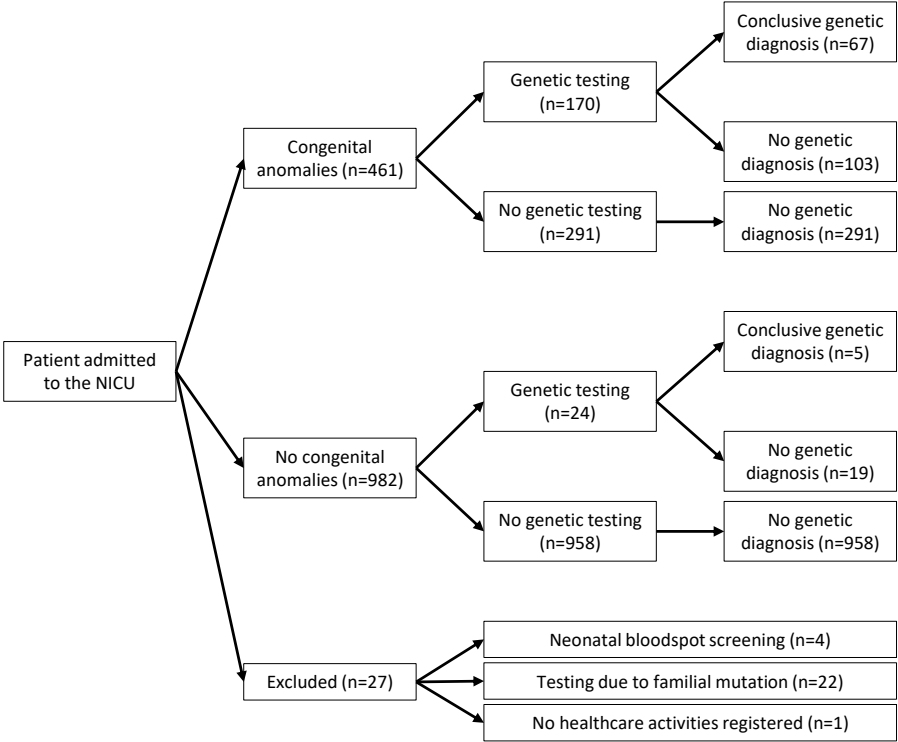 Conclusive genetic
diagnosis (n=67)
Genetic testing
(n=170)
No genetic
diagnosis (n=103)
Congenital
anomalies (n=461)
No genetic testing
(n=291)
No genetic
diagnosis (n=291)
Patient admitted
to the NICU
Conclusive genetic
diagnosis (n=5)
Genetic testing
(n=24)
No genetic
diagnosis (n=19)
No congenital
anomalies (n=982)
No genetic testing
(n=958)
No genetic
diagnosis (n=958)
Excluded (n=27)
Neonatal bloodspot screening (n=4)
Testing due to familial mutation (n=22)
No healthcare activities registered (n=1)